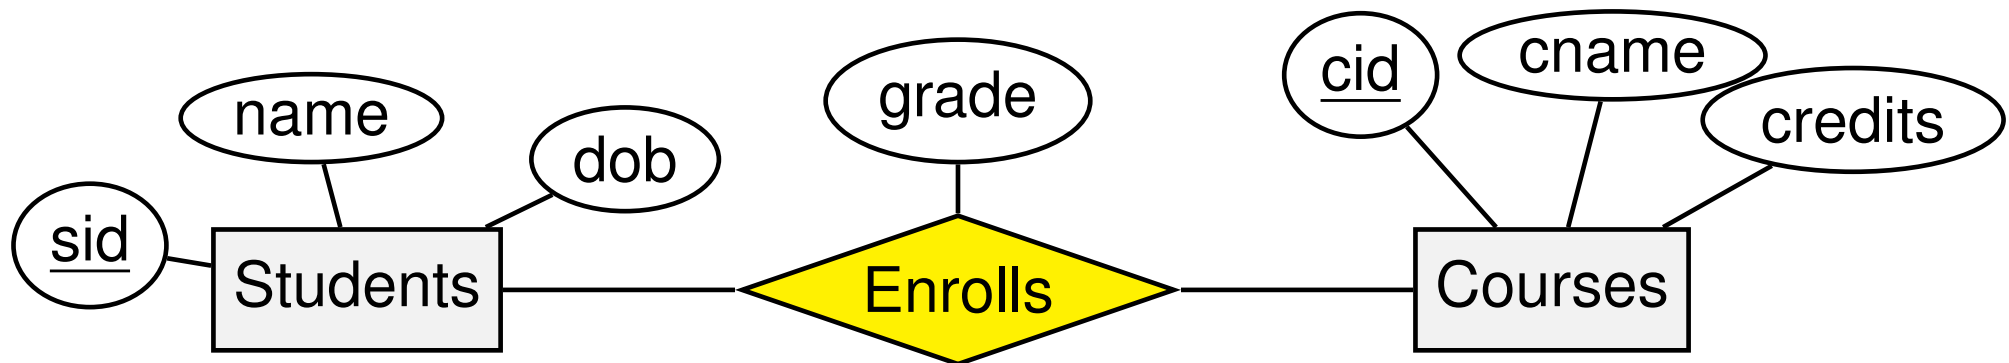 sid
name
dob
Students
grade
Enrolls
cid
cname
credits
Courses